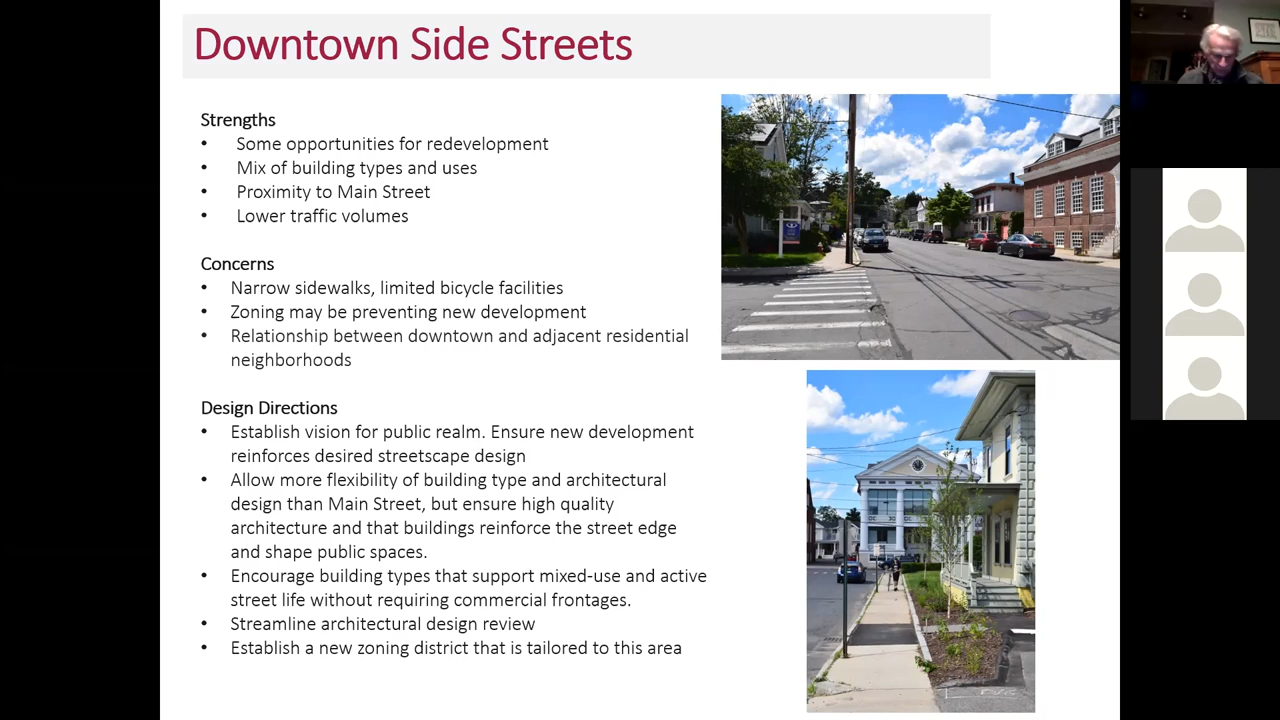 Downtown Side Streets
Strengths
• Some opportunities for redevelopment
• Mix of building types and uses
• Proximity to Main Street
• Lower traffic volumes
Concerns
• Narrow sidewalks, limited bicycle facilities
• Zoning may be preventing new development
• Relationship between downtown and adjacent residential
neighborhoods
Design Directions
• Establish vision for public realm. Ensure new development
reinforces desired streetscape design
• Allow more flexibility of building type and architectural
design than Main Street, but ensure high quality
architecture and that buildings reinforce the street edge
and shape public spaces.
• Encourage building types that support mixed-use and active
street life without requiring commercial frontages.
• Streamline architectural design review
• Establish a new zoning district that is tailored to this area